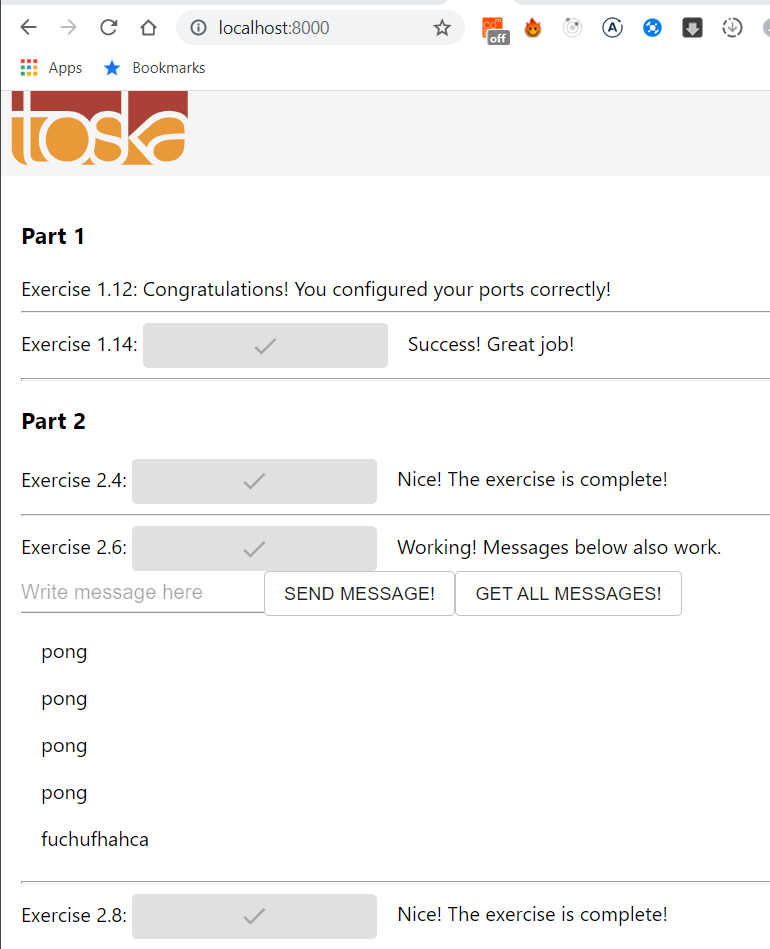 localhost:8000
off
A
Apps Bookmarks
toska
Part 1
Exercise 1.12: Congratulations! You configured your ports correctly!
Exercise 1.14: Success! Great job!
Part 2
Exercise 2.4: Nice! The exercise is complete!
Exercise 2.6: Working! Messages below also work.
Write message here SEND MESSAGE! GET ALL MESSAGES!
pong
pong
pong
pong
fuchufhahca
Exercise 2.8: Nice! The exercise is complete!